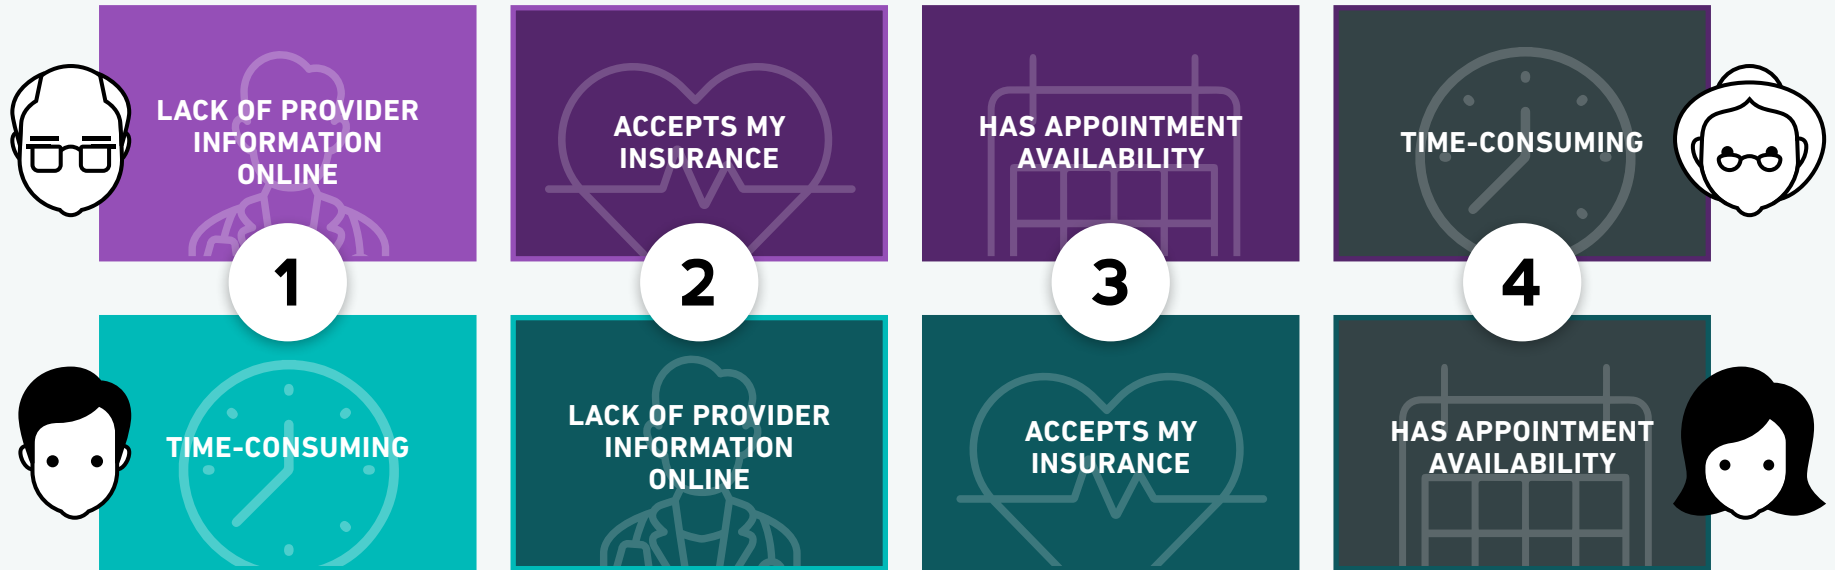 LACK OF PROVIDER
INFORMATION
ONLINE
ACCEPTS MY
INSURANCE
HAS APPOINTMENT
AVAILABILITY
TIME-CONSUMING
1
2
3
4
TIME-CONSUMING
LACK OF PROVIDER
INFORMATION
ONLINE
ACCEPTS MY
INSURANCE
HAS APPOINTMENT
AVAILABILITY